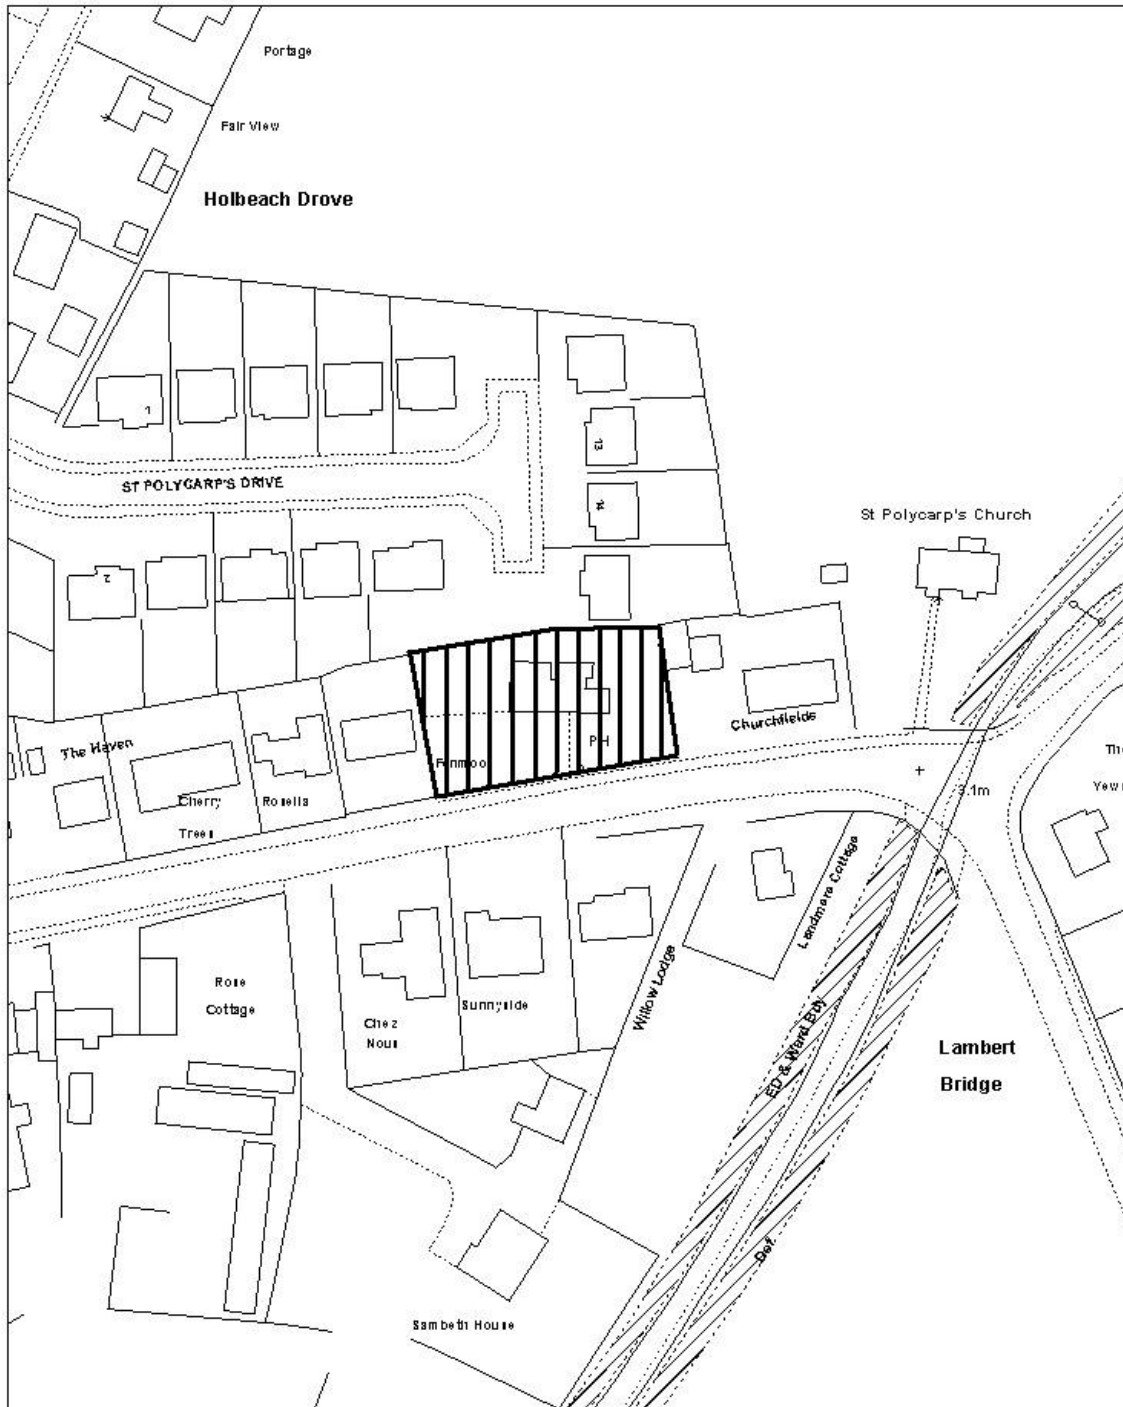 Portage
Fair View
Holbeach Drove
1
13
ST POLYCARP'S DRIVE
14
St Polycarp's Church
2
Churchfields
The Haven
PH
Cherry
Trees
Rosella
3.1m
Landmere Cottage
Rose
Cottage
Willow Lodge
Sunnyside
Chez
Nous
ED & Ward Bdy
Lambert
Bridge
Def
Sambeth House